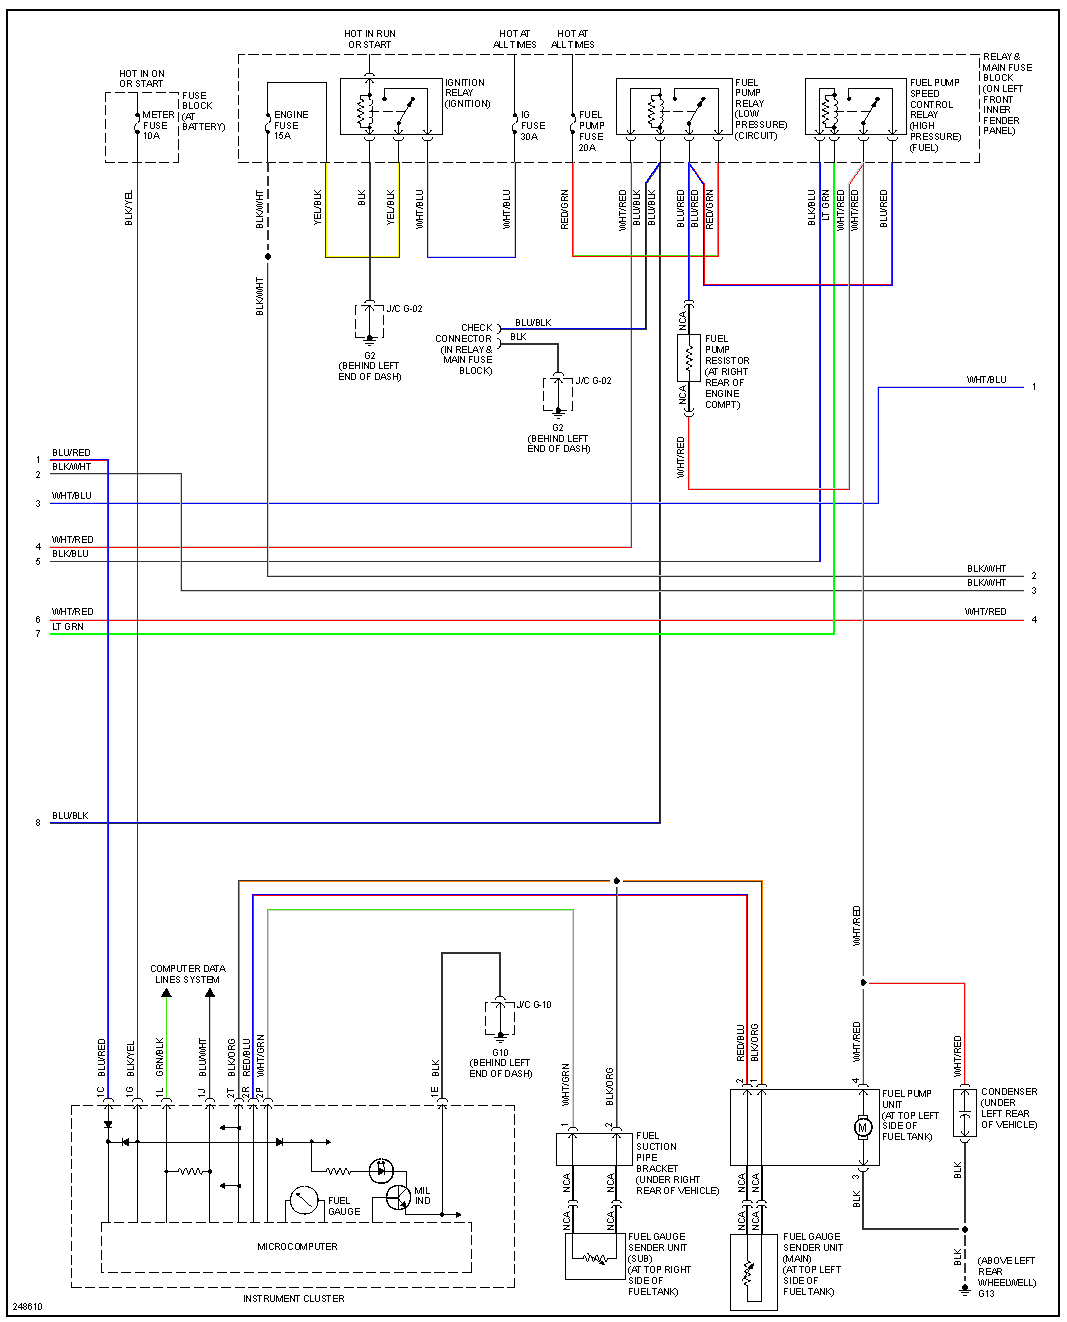 HOT IN RUN
OR START
HOT AT
ALL TIMES
HOT AT
ALL TIMES
HOT IN ON
OR START
METER
FUSE
10A
FUSE
BLOCK
(AT
BATTERY)
ENGINE
FUSE
15A
IGNITION
RELAY
(IGNITION)
IG
FUSE
30A
FUEL
PUMP
FUSE
20A
FUEL
PUMP
RELAY
(LOW
PRESSURE)
(CIRCUIT)
FUEL PUMP
SPEED
CONTROL
RELAY
(HIGH
PRESSURE)
(FUEL)
RELAY &
MAIN FUSE
BLOCK
(ON LEFT
FRONT
INNER
FENDER
PANEL)
BLK/YEL
BLK/WHT
YEL/BLK
BLK
YEL/BLK
WHT/BLU
WHT/BLU
RED/GRN
WHT/RED
BLU/BLK
BLU/BLK
BLU/RED
BLU/RED
RED/GRN
BLK/BLU
LT GRN
WHT/RED
WHT/RED
BLU/RED
BLK/WHT
J/C G-02
G2
(BEHIND LEFT
END OF DASH)
CHECK
CONNECTOR
(IN RELAY &
MAIN FUSE
BLOCK)
BLU/BLK
BLK
J/C G-02
G2
(BEHIND LEFT
END OF DASH)
NCA
FUEL
PUMP
RESISTOR
(AT RIGHT
REAR OF
ENGINE
COMPT)
NCA
WHT/RED
WHT/BLU 1
1 BLU/RED
2 BLK/WHT
3 WHT/BLU
4 WHT/RED
5 BLK/BLU
BLK/WHT 2
BLK/WHT 3
6 WHT/RED
WHT/RED 4
7 LT GRN
8 BLU/BLK
WHT/RED
COMPUTER DATA
LINES SYSTEM
J/C G-10
G10
(BEHIND LEFT
END OF DASH)
1C BLU/RED
1G BLK/YEL
1L GRN/BLK
1J BLU/WHT
2T BLK/ORG
2R RED/BLU
2P WHT/GRN
1E BLK
1 WHT/GRN
2 BLK/ORG
2 RED/BLU
1 BLK/ORG
4 WHT/RED
WHT/RED
FUEL
SUCTION
PIPE
BRACKET
(UNDER RIGHT
REAR OF VEHICLE)
FUEL PUMP
UNIT
(AT TOP LEFT
SIDE OF
FUEL TANK)
M
CONDENSER
(UNDER
LEFT REAR
OF VEHICLE)
NCA
NCA
NCA
NCA
NCA
NCA
NCA
NCA
3
BLK
BLK
BLK
FUEL
GAUGE
MIL
IND
MICROCOMPUTER
INSTRUMENT CLUSTER
FUEL GAUGE
SENDER UNIT
(SUB)
(AT TOP RIGHT
SIDE OF
FUEL TANK)
FUEL GAUGE
SENDER UNIT
(MAIN)
(AT TOP LEFT
SIDE OF
FUEL TANK)
(ABOVE LEFT
REAR
WHEELWELL)
G13
248610